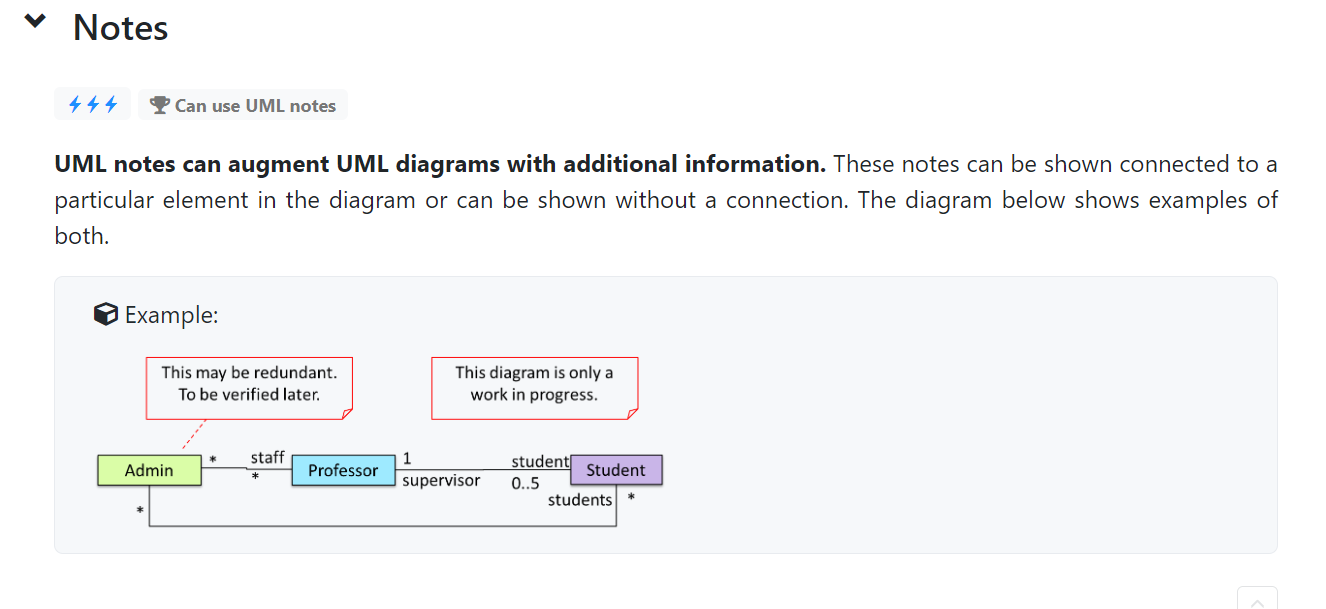 Notes
Can use UML notes
UML notes can augment UML diagrams with additional information. These notes can be shown connected to a
particular element in the diagram or can be shown without a connection. The diagram below shows examples of
both.
Example:
This may be redundant.
To be verified later.
This diagram is only a
work in progress.
Admin
*
staff
*
Professor
1
supervisor
student
0..5
Student
students
*
*